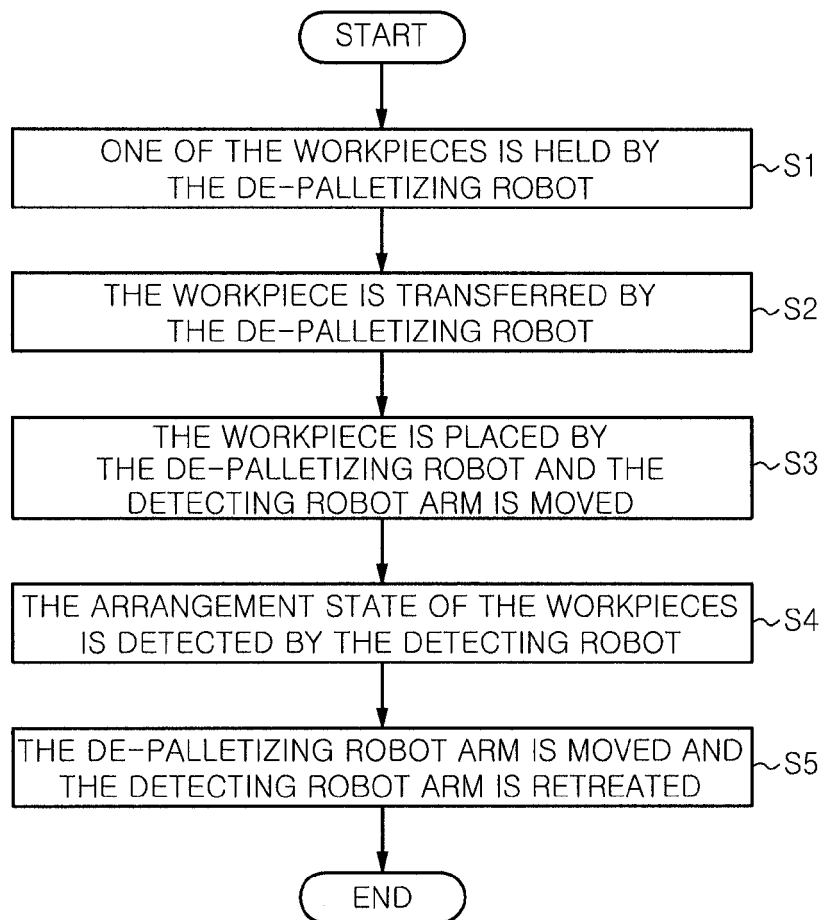 START
ONE OF THE WORKPIECES IS HELD BY
THE DE-PALLETIZING ROBOT
S1
THE WORKPIECE IS TRANSFERRED BY
THE DE-PALLETIZING ROBOT
S2
THE WORKPIECE IS PLACED BY
THE DE-PALLETIZING ROBOT AND THE
DETECTING ROBOT ARM IS MOVED
S3
THE ARRANGEMENT STATE OF THE WORKPIECES
IS DETECTED BY THE DETECTING ROBOT
S4
THE DE-PALLETIZING ROBOT ARM IS MOVED AND
THE DETECTING ROBOT ARM IS RETREATED
S5
END